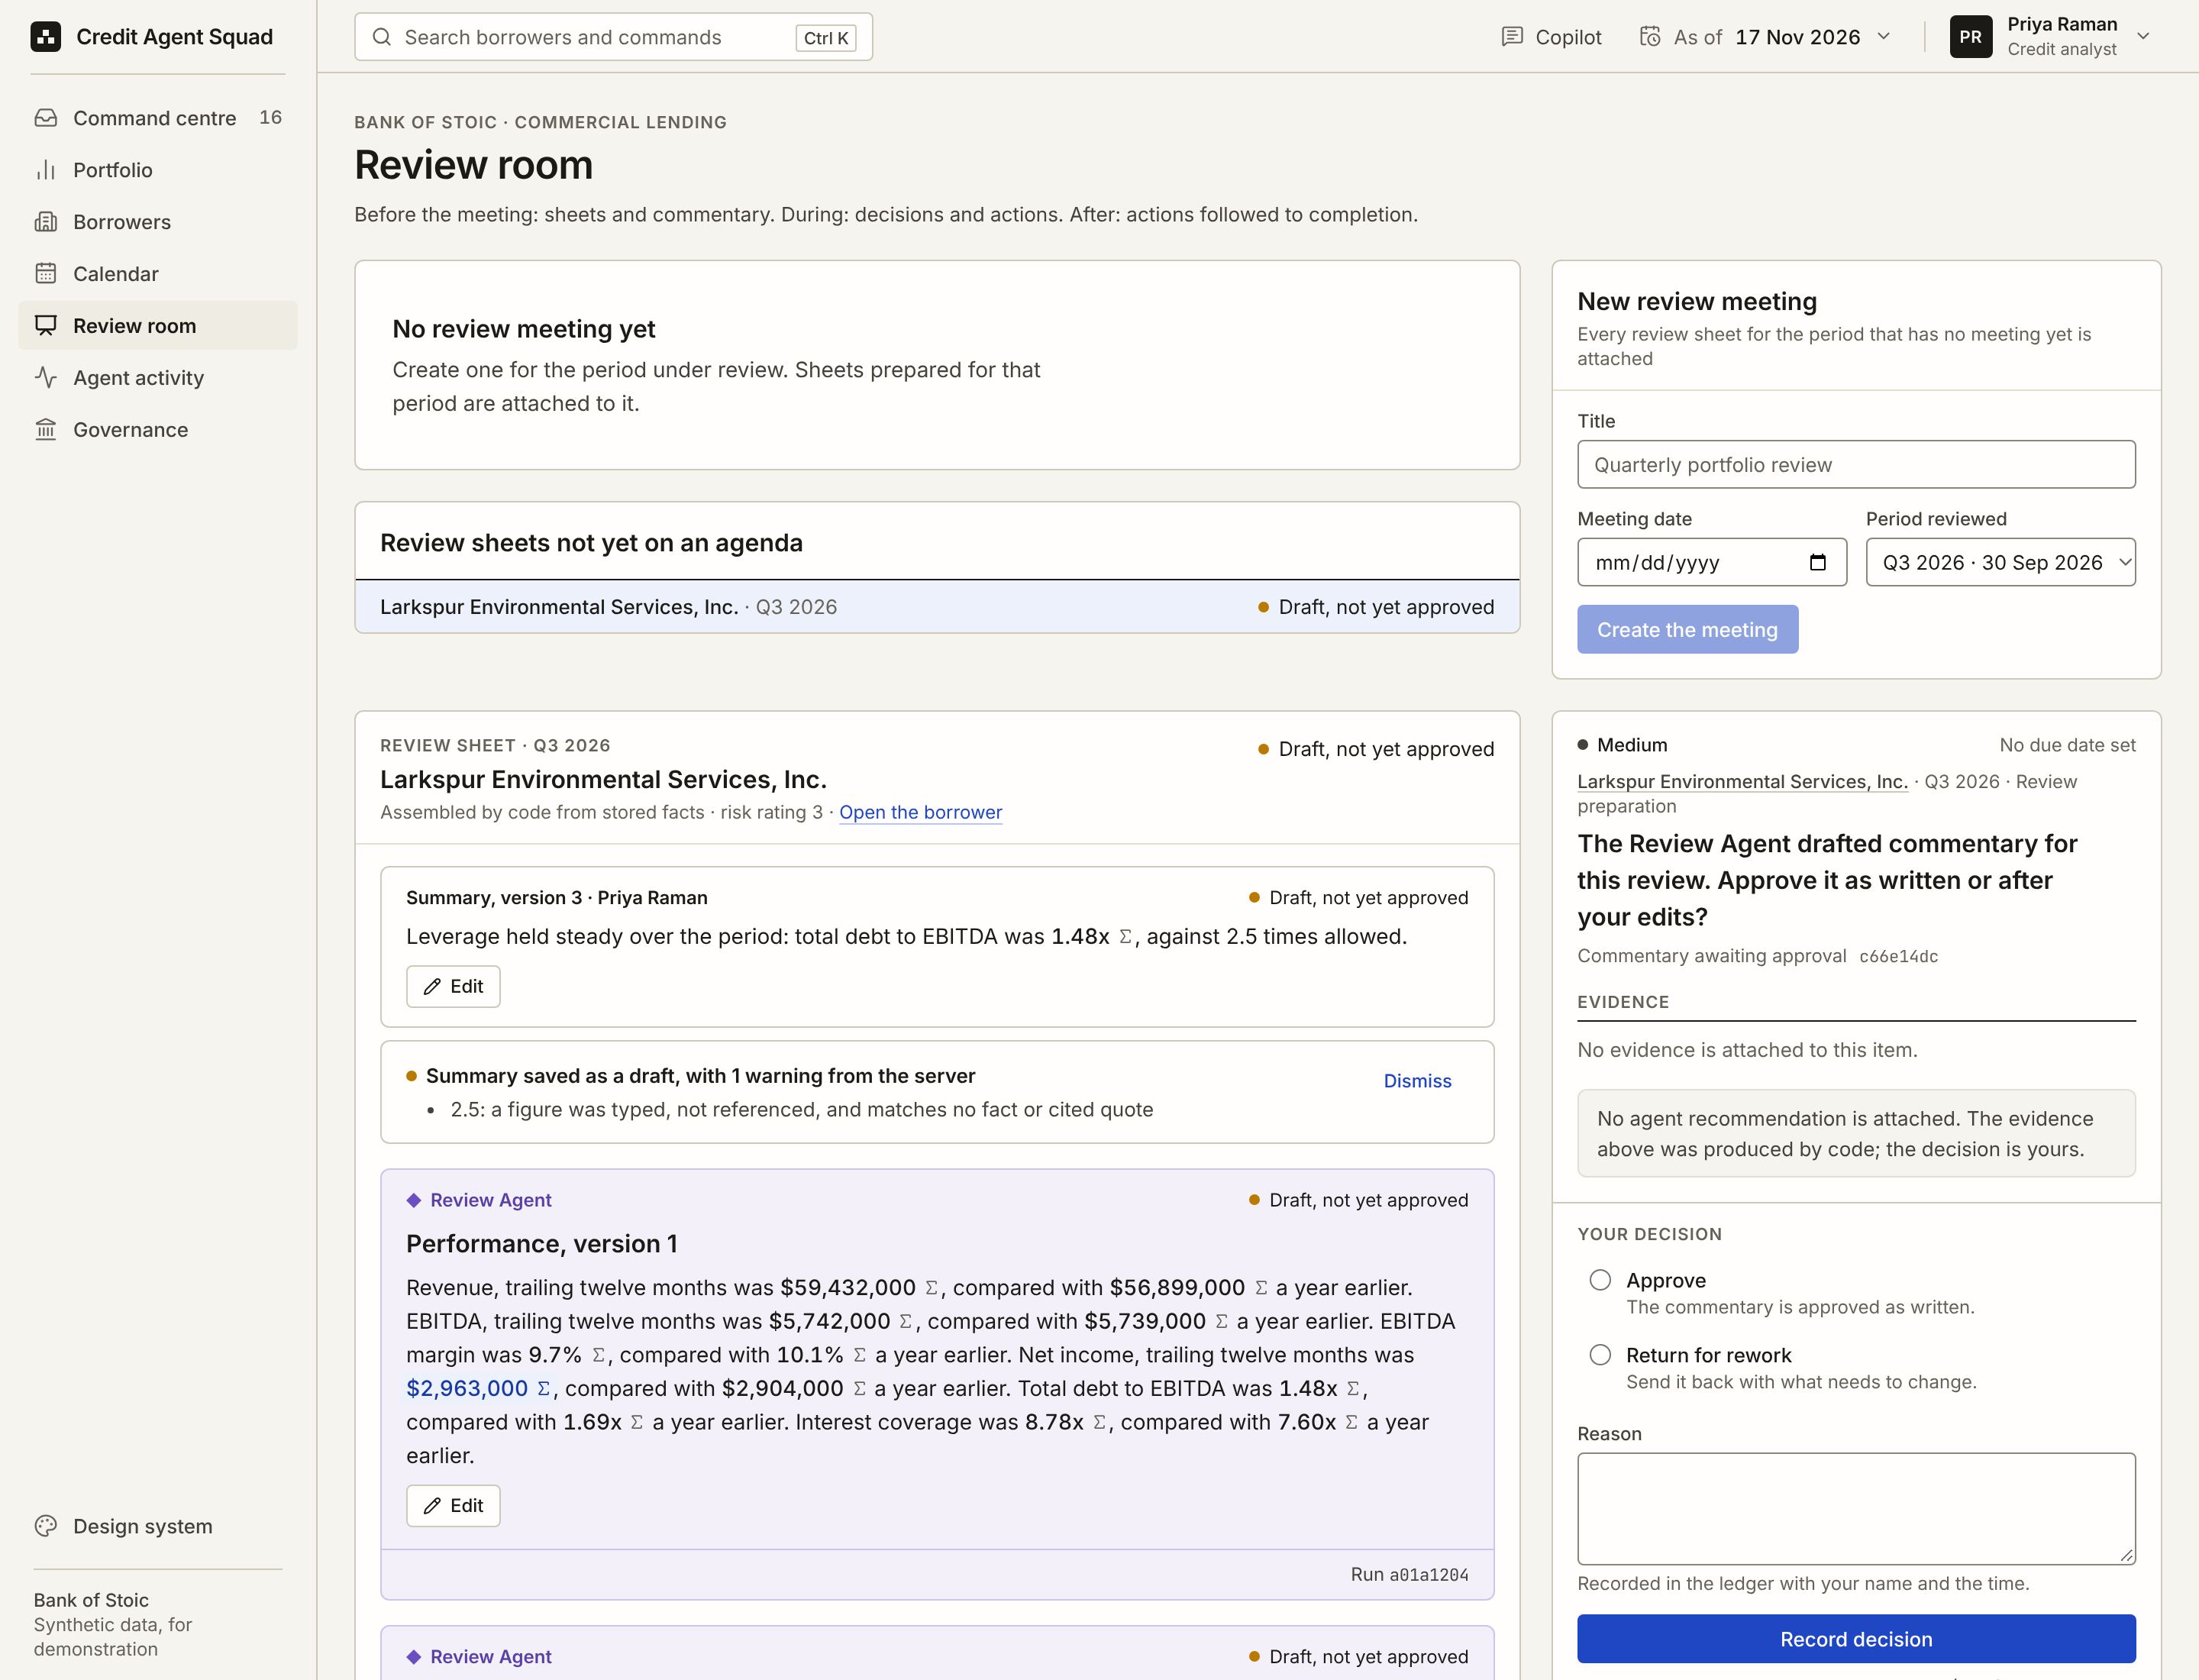 Credit Agent Squad
Command centre 16
Portfolio
Borrowers
Calendar
Review room
Agent activity
Governance
Design system
Bank of Stoic
Synthetic data, for
demonstration
Search borrowers and commands Ctrl K
Copilot
As of 17 Nov 2026
PR
Priya Raman
Credit analyst
BANK OF STOIC · COMMERCIAL LENDING
Review room
Before the meeting: sheets and commentary. During: decisions and actions. After: actions followed to completion.
No review meeting yet
Create one for the period under review. Sheets prepared for that
period are attached to it.
Review sheets not yet on an agenda
Larkspur Environmental Services, Inc. · Q3 2026 Draft, not yet approved
New review meeting
Every review sheet for the period that has no meeting yet is
attached
Title
Quarterly portfolio review
Meeting date Period reviewed
mm/dd/yyyy Q3 2026 · 30 Sep 2026
Create the meeting
REVIEW SHEET · Q3 2026 Draft, not yet approved
Larkspur Environmental Services, Inc.
Assembled by code from stored facts · risk rating 3 · Open the borrower
Summary, version 3 · Priya Raman Draft, not yet approved
Leverage held steady over the period: total debt to EBITDA was 1.48x Σ, against 2.5 times allowed.
Edit
Summary saved as a draft, with 1 warning from the server Dismiss
• 2.5: a figure was typed, not referenced, and matches no fact or cited quote
Review Agent Draft, not yet approved
Performance, version 1
Revenue, trailing twelve months was $59,432,000 Σ, compared with $56,899,000 Σ a year earlier.
EBITDA, trailing twelve months was $5,742,000 Σ, compared with $5,739,000 Σ a year earlier. EBITDA
margin was 9.7% Σ, compared with 10.1% Σ a year earlier. Net income, trailing twelve months was
$2,963,000 Σ, compared with $2,904,000 Σ a year earlier. Total debt to EBITDA was 1.48x Σ,
compared with 1.69x Σ a year earlier. Interest coverage was 8.78x Σ, compared with 7.60x Σ a year
earlier.
Edit
Run a01a1204
Review Agent Draft, not yet approved
Medium No due date set
Larkspur Environmental Services, Inc. · Q3 2026 · Review
preparation
The Review Agent drafted commentary for
this review. Approve it as written or after
your edits?
Commentary awaiting approval c66e14dc
EVIDENCE
No evidence is attached to this item.
No agent recommendation is attached. The evidence
above was produced by code; the decision is yours.
YOUR DECISION
Approve
The commentary is approved as written.
Return for rework
Send it back with what needs to change.
Reason
Recorded in the ledger with your name and the time.
Record decision